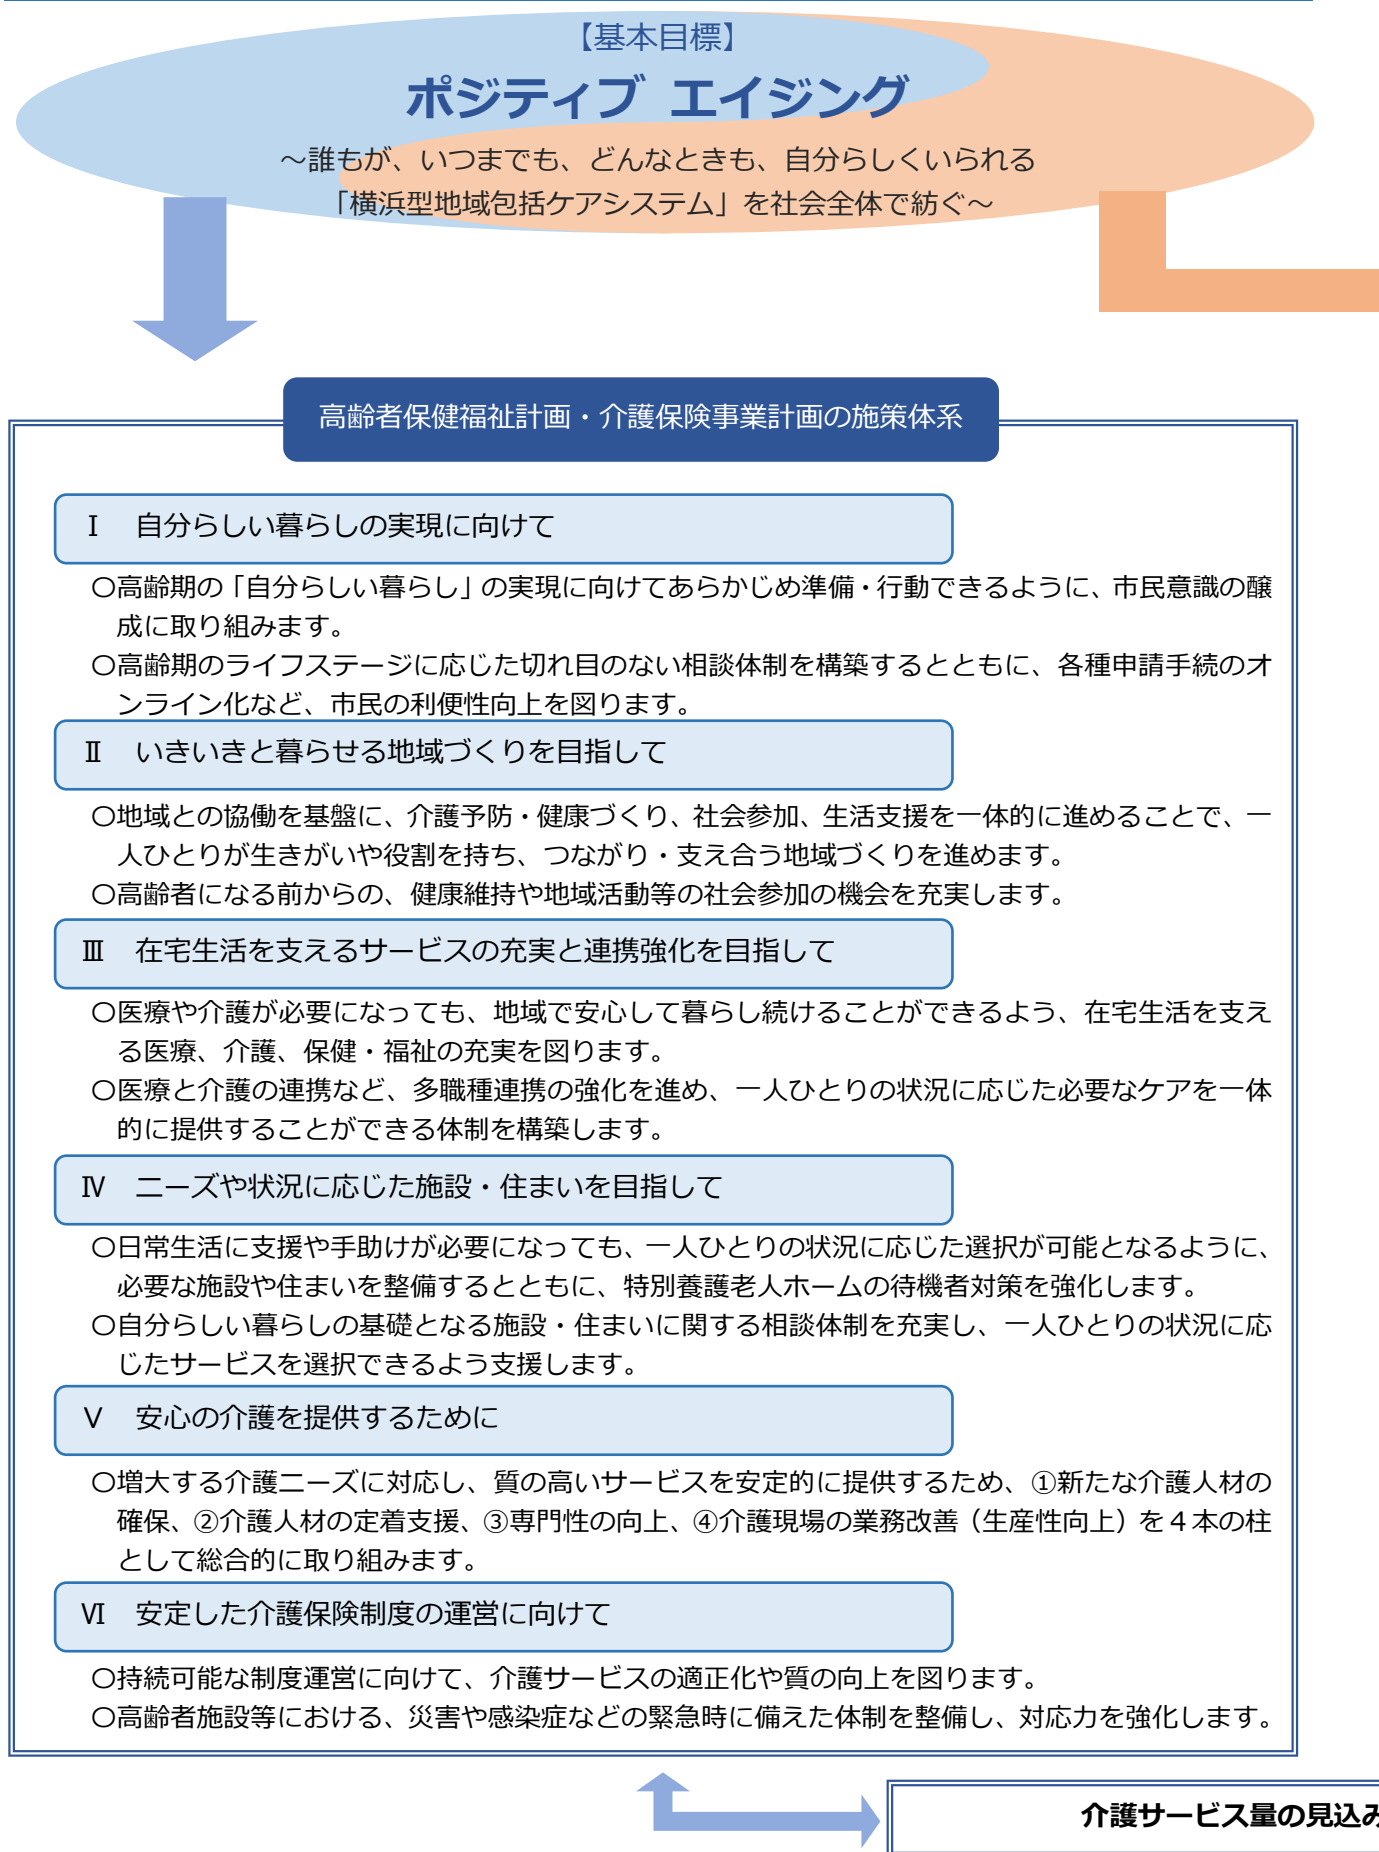 【基本目標】
ポジティブ エイジング
～誰もが、いつまでも、どんなときも、自分らしくいられる
「横浜型地域包括ケアシステム」を社会全体で紡ぐ～
高齢者保健福祉計画・介護保険事業計画の施策体系
Ⅰ 自分らしい暮らしの実現に向けて
〇高齢期の「自分らしい暮らし」の実現に向けてあらかじめ準備・行動できるように、市民意識の醸
成に取り組みます。
〇高齢期のライフステージに応じた切れ目のない相談体制を構築するとともに、各種申請手続のオ
ンライン化など、市民の利便性向上を図ります。
Ⅱ いきいきと暮らせる地域づくりを目指して
〇地域との協働を基盤に、介護予防・健康づくり、社会参加、生活支援を一体的に進めることで、一
人ひとりが生きがいや役割を持ち、つながり・支え合う地域づくりを進めます。
〇高齢者になる前からの、健康維持や地域活動等の社会参加の機会を充実します。
Ⅲ 在宅生活を支えるサービスの充実と連携強化を目指して
〇医療や介護が必要になっても、地域で安心して暮らし続けることができるよう、在宅生活を支え
る医療、介護、保健・福祉の充実を図ります。
〇医療と介護の連携など、多職種連携の強化を進め、一人ひとりの状況に応じた必要なケアを一体
的に提供することができる体制を構築します。
Ⅳ ニーズや状況に応じた施設・住まいを目指して
〇日常生活に支援や手助けが必要になっても、一人ひとりの状況に応じた選択が可能となるように、
必要な施設や住まいを整備するとともに、特別養護老人ホームの待機者対策を強化します。
〇自分らしい暮らしの基礎となる施設・住まいに関する相談体制を充実し、一人ひとりの状況に応
じたサービスを選択できるよう支援します。
Ⅴ 安心の介護を提供するために
〇増大する介護ニーズに対応し、質の高いサービスを安定的に提供するため、①新たな介護人材の
確保、②介護人材の定着支援、③専門性の向上、④介護現場の業務改善（生産性向上）を４本の柱
として総合的に取り組みます。
Ⅵ 安定した介護保険制度の運営に向けて
〇持続可能な制度運営に向けて、介護サービスの適正化や質の向上を図ります。
〇高齢者施設等における、災害や感染症などの緊急時に備えた体制を整備し、対応力を強化します。
介護サービス量の見込み